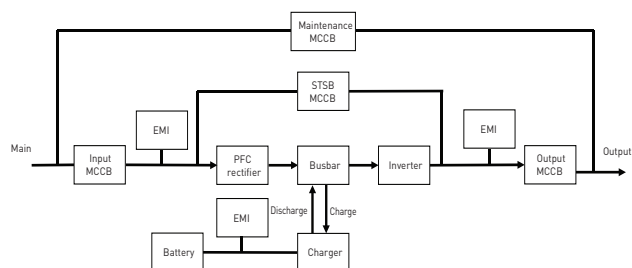 Maintenance
MCCB
STSB
MCCB
EMI
EMI
Main
Output
Input
MCCB
PFC
rectifier
Busbar
Inverter
Output
MCCB
Discharge
Charge
EMI
Battery
Charger